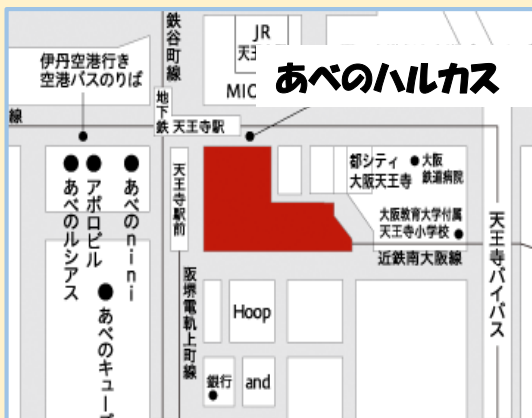 鉄谷町線
JR
伊丹空港行き
空港バスのりば
あべのハルカス
MIO
線
地下鉄
天王寺駅
都シティ
大阪天王寺
大阪
鉄道病院
大阪教育大学付属
天王寺小学校
近鉄南大阪線
天王寺駅前
天王寺バイパス
あべのnini
アポロビル
あべのルシアス
あべのキューズ
阪堺電軌上町線
Hoop
銀行
and